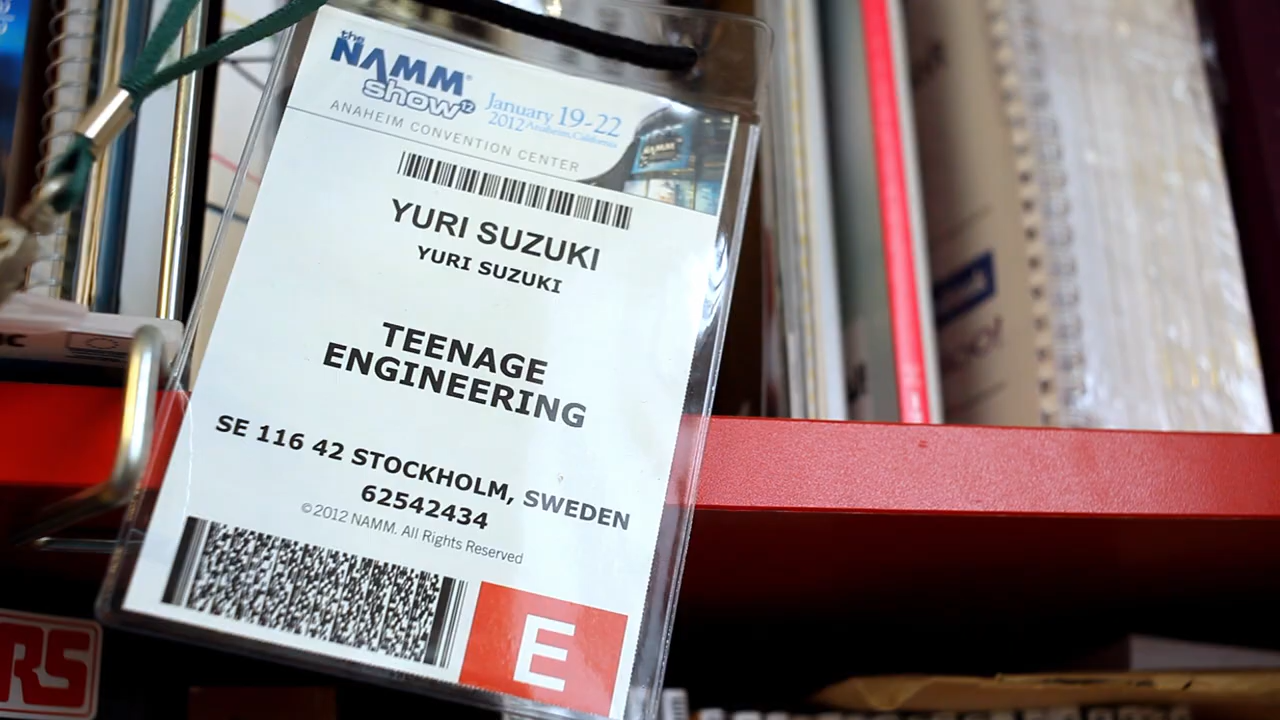 the
NAMM
show12
January 19-22
2012 Anaheim, California
ANAHEIM CONVENTION CENTER
NAMM
YURI SUZUKI
YURI SUZUKI
TEENAGE
ENGINEERING
SE 116 42 STOCKHOLM, SWEDEN
62542434
©2012 NAMM. All Rights Reserved
E
RS